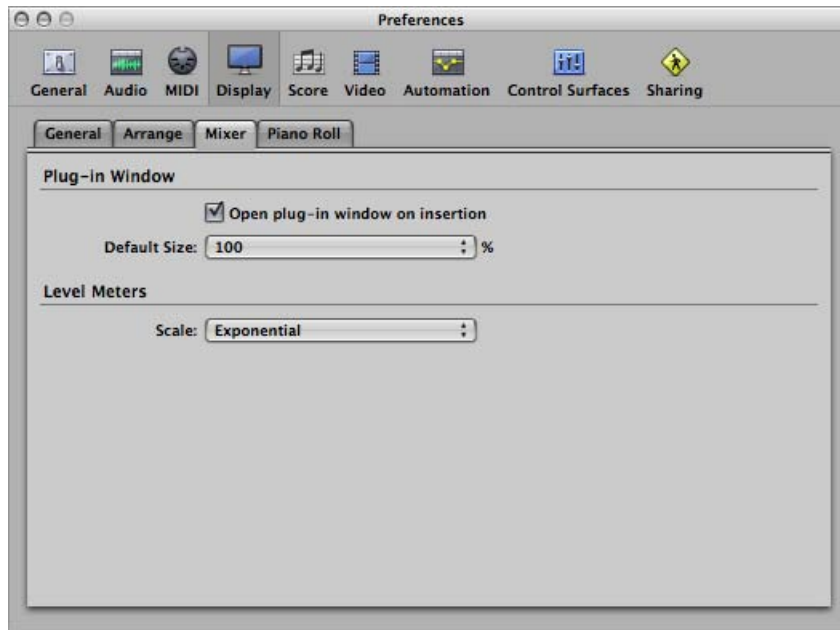 Preferences
General Audio MIDI Display Score Video Automation Control Surfaces Sharing
General Arrange Mixer Piano Roll
Plug-in Window
Open plug-in window on insertion
Default Size: 100 %
Level Meters
Scale: Exponential